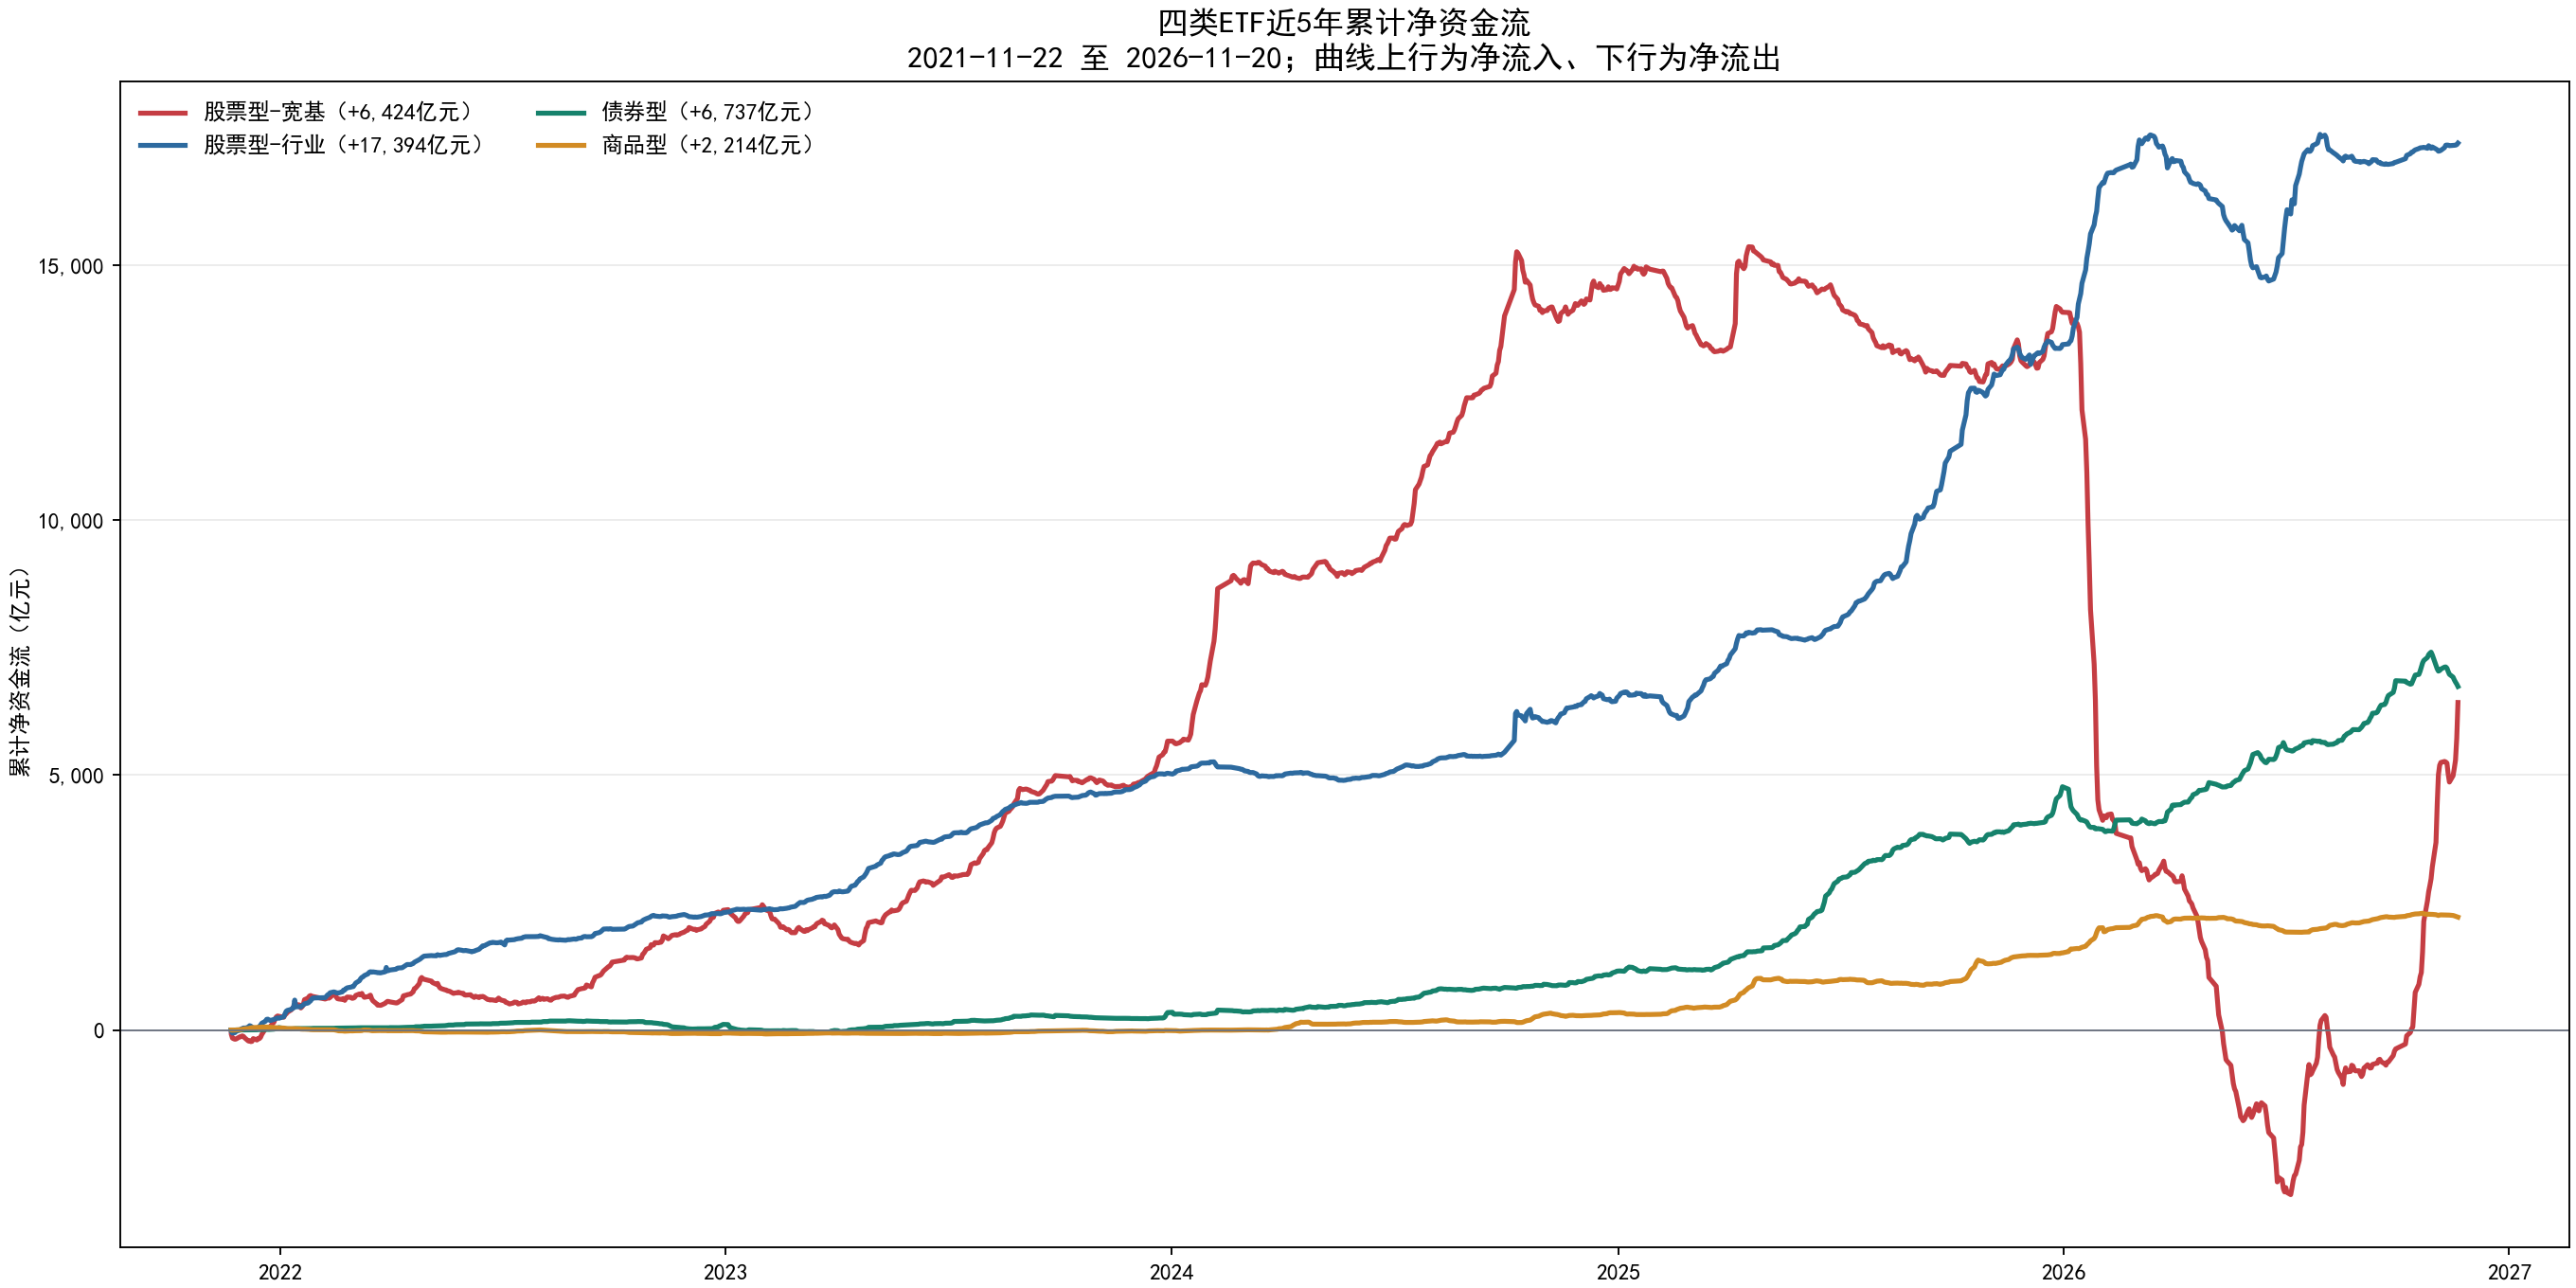 四类ETF近5年累计净资金流
2021-11-22 至 2026-11-20；曲线上行为净流入、下行为净流出
股票型-宽基（+6,424亿元）
股票型-行业（+17,394亿元）
债券型（+6,737亿元）
商品型（+2,214亿元）
累计净资金流（亿元）
15,000
10,000
5,000
0
2022
2023
2024
2025
2026
2027